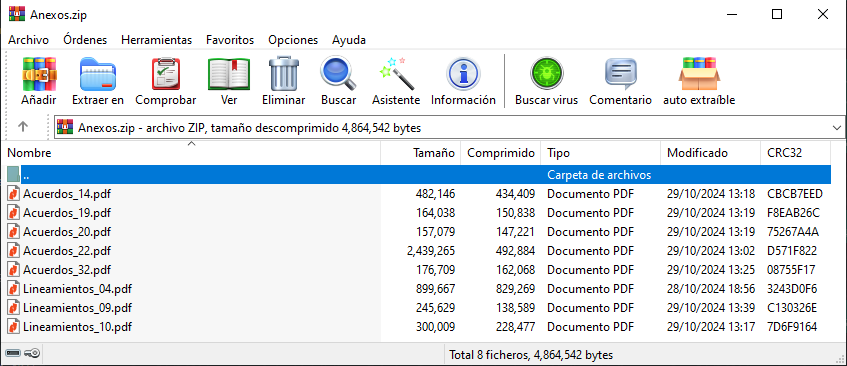 Anexos.zip
Archivo Órdenes Herramientas Favoritos Opciones Ayuda
Añadir Extraer en Comprobar Ver Eliminar Buscar Asistente Información Buscar virus Comentario auto extraíble
Anexos.zip - archivo ZIP, tamaño descomprimido 4,864,542 bytes
Nombre Tamaño Comprimido Tipo Modificado CRC32
.. Carpeta de archivos
Acuerdos_14.pdf 482,146 434,409 Documento PDF 29/10/2024 13:18 CBCB7EED
Acuerdos_19.pdf 164,038 150,838 Documento PDF 29/10/2024 13:19 F8EAB26C
Acuerdos_20.pdf 157,079 147,221 Documento PDF 29/10/2024 13:19 75267A4A
Acuerdos_22.pdf 2,439,265 492,884 Documento PDF 29/10/2024 13:02 D571F822
Acuerdos_32.pdf 176,709 162,068 Documento PDF 29/10/2024 13:25 08755F17
Lineamientos_04.pdf 899,667 829,269 Documento PDF 28/10/2024 18:56 3243D0F6
Lineamientos_09.pdf 245,629 138,589 Documento PDF 29/10/2024 13:39 C130326E
Lineamientos_10.pdf 300,009 228,477 Documento PDF 29/10/2024 13:17 7D6F9164
Total 8 ficheros, 4,864,542 bytes